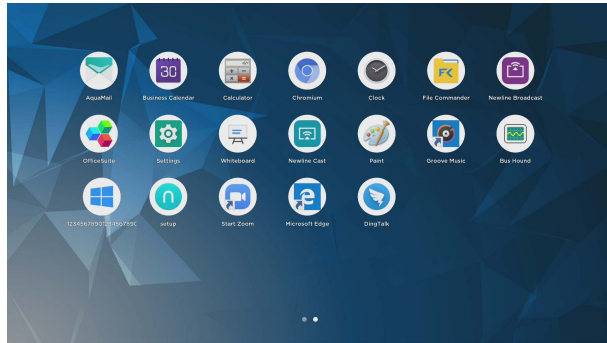 AquaMail
30
Business Calendar
Calculator
Chromium
Clock
FK
File Commander
Newline Broadcast
OfficeSuite
Settings
Whiteboard
Newline Cast
Paint
Groove Music
Bus Hound
setup
Start Zoom
Microsoft Edge
DingTalk